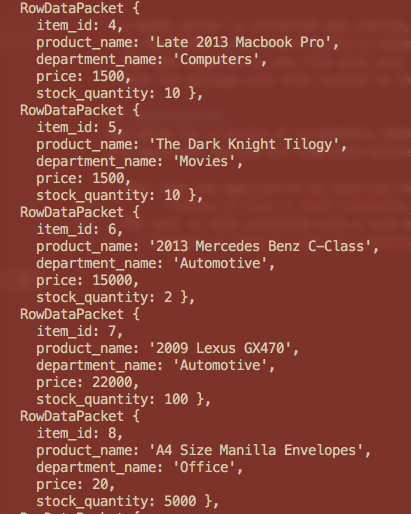 RowDataPacket {
item_id: 4,
product_name: 'Late 2013 Macbook Pro',
department_name: 'Computers',
price: 1500,
stock_quantity: 10 },
RowDataPacket {
item_id: 5,
product_name: 'The Dark Knight Tilogy',
department_name: 'Movies',
price: 1500,
stock_quantity: 10 },
RowDataPacket {
item_id: 6,
product_name: '2013 Mercedes Benz C-Class',
department_name: 'Automotive',
price: 15000,
stock_quantity: 2 },
RowDataPacket {
item_id: 7,
product_name: '2009 Lexus GX470',
department_name: 'Automotive',
price: 22000,
stock_quantity: 100 },
RowDataPacket {
item_id: 8,
product_name: 'A4 Size Manilla Envelopes',
department_name: 'Office',
price: 20,
stock_quantity: 5000 },
RowDataPacket {